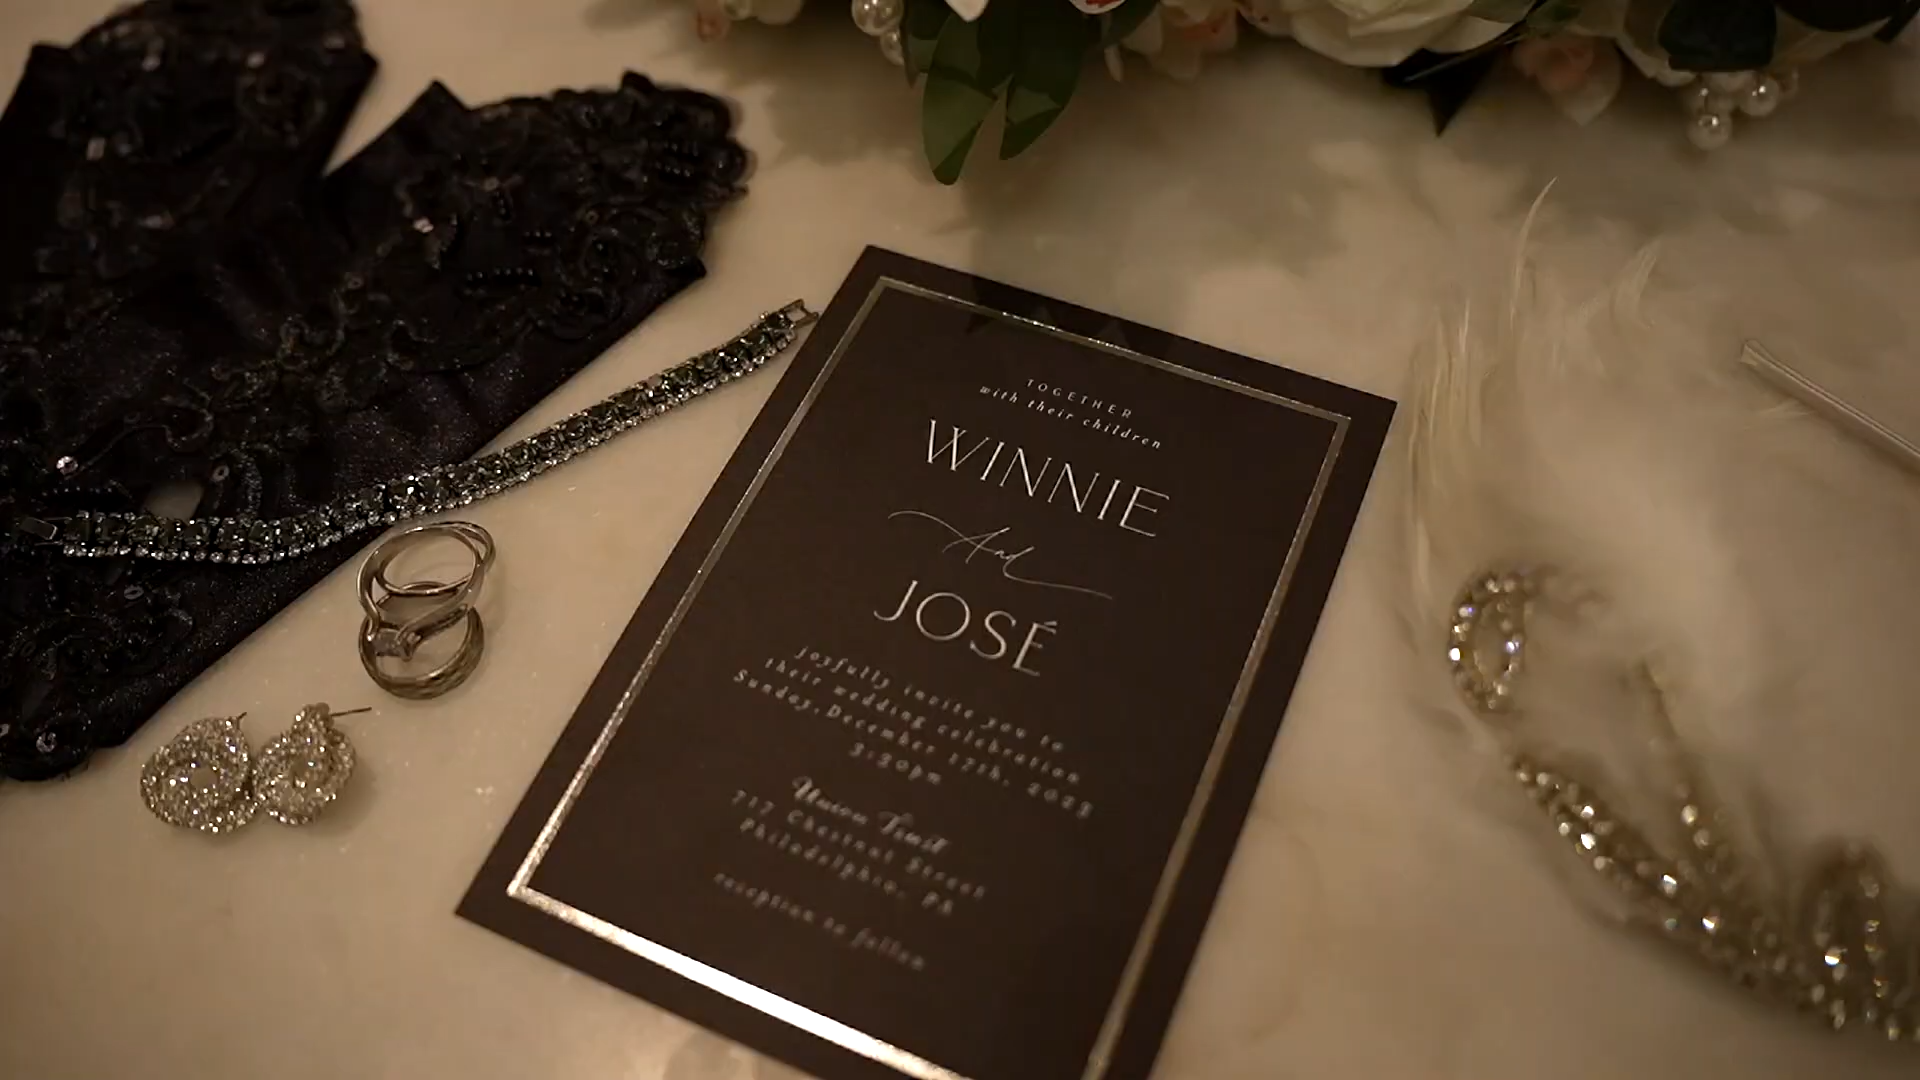 TOGETHER
with their children
WINNIE
And
JOSÉ
joyfully invite you to
their wedding celebration
Sunday, December 17th, 2023
3:30pm
Union Trust
717 Chestnut Street
Philadelphia, PA
reception to follow